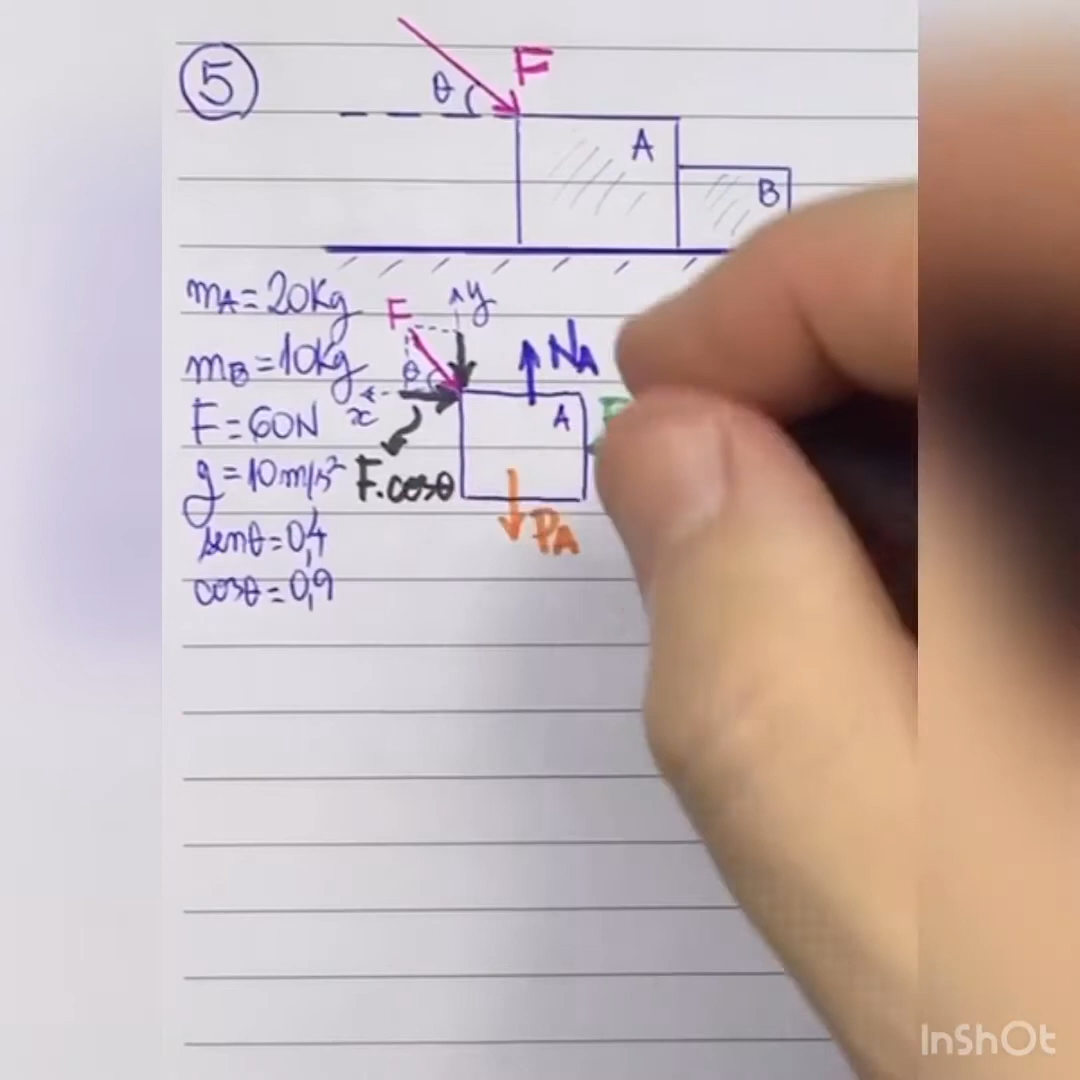 5
F
θ
A
B
mA = 20Kg
F
y
NA
mB = 10Kg
θ
x
A
F = 60N
g = 10m/s²
F.cosθ
senθ = 0,4
PA
cosθ = 0,9
InShOt